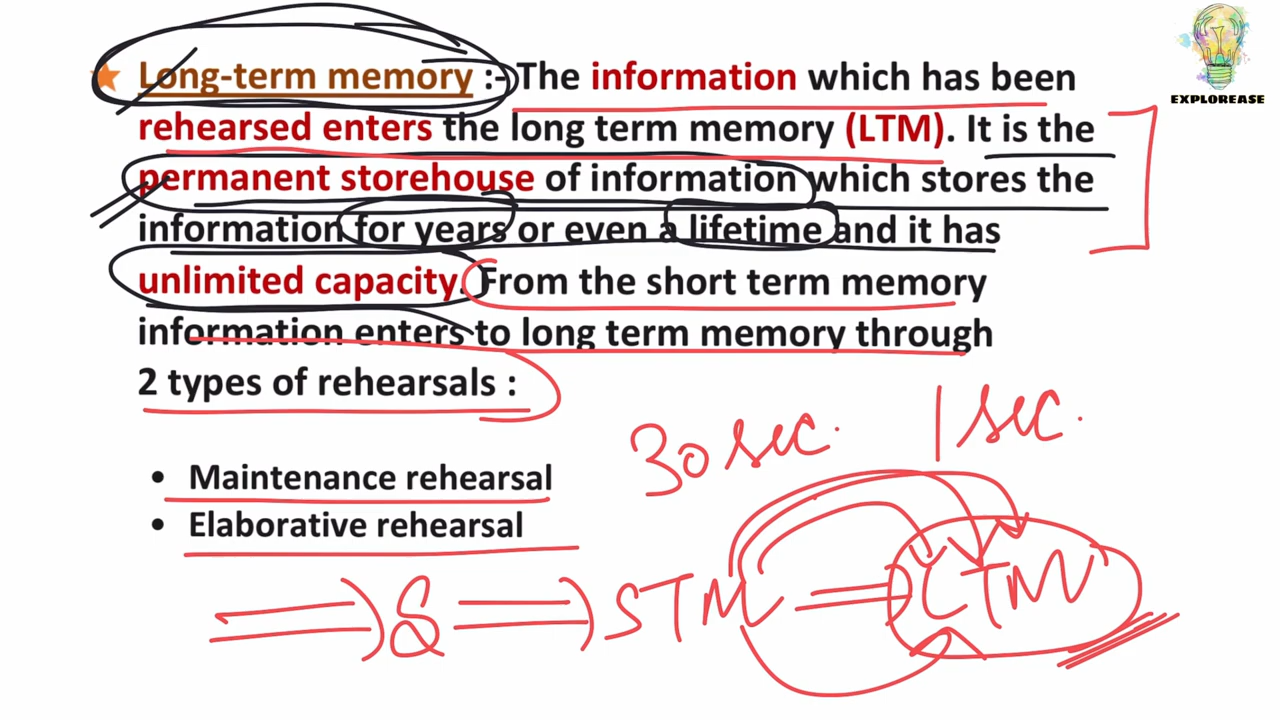 EXPLOREASE
Long-term memory :- The information which has been
rehearsed enters the long term memory (LTM). It is the
permanent storehouse of information which stores the
information for years or even a lifetime and it has
unlimited capacity. From the short term memory
information enters to long term memory through
2 types of rehearsals :
• Maintenance rehearsal
• Elaborative rehearsal
30 sec. 1 sec.
S STM LTM